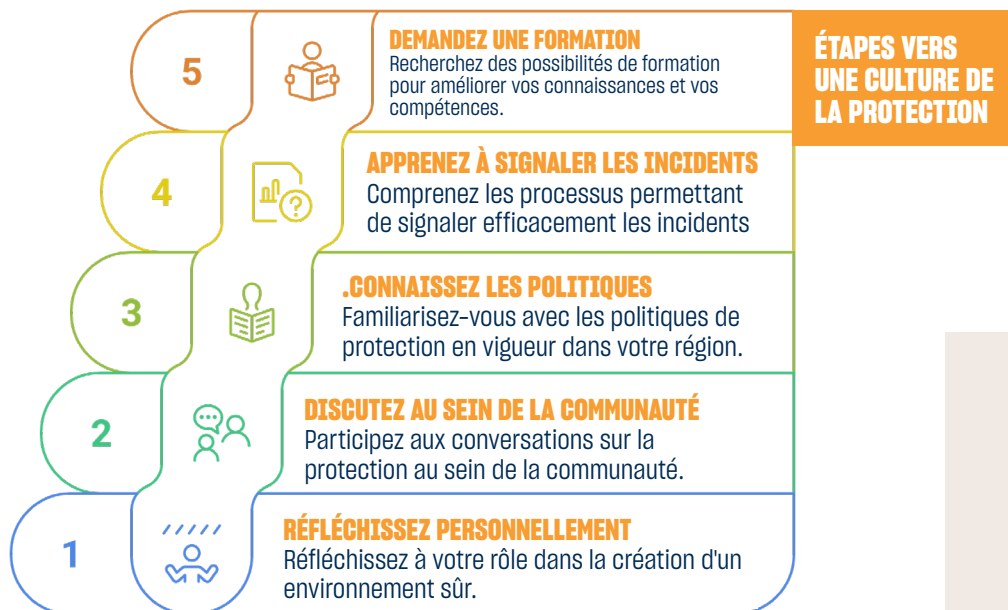 ÉTAPES VERS
UNE CULTURE DE
LA PROTECTION
5
DEMANDEZ UNE FORMATION
Recherchez des possibilités de formation
pour améliorer vos connaissances et vos
compétences.
4
APPRENEZ À SIGNALER LES INCIDENTS
Comprenez les processus permettant
de signaler efficacement les incidents
3
.CONNAISSEZ LES POLITIQUES
Familiarisez-vous avec les politiques de
protection en vigueur dans votre région.
2
DISCUTEZ AU SEIN DE LA COMMUNAUTÉ
Participez aux conversations sur la
protection au sein de la communauté.
1
RÉFLÉCHISSEZ PERSONNELLEMENT
Réfléchissez à votre rôle dans la création d'un
environnement sûr.